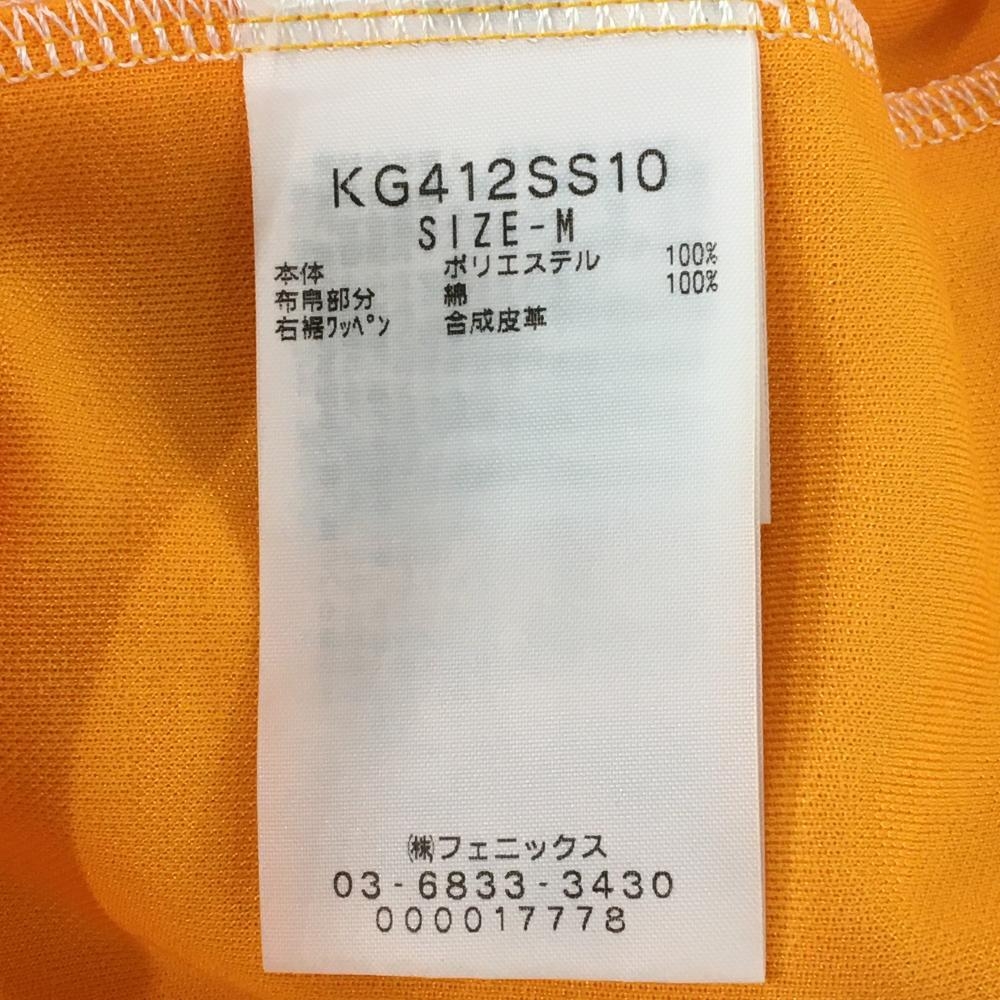 KG412SS10
SIZE-M
本体 ポリエステル 100%
布帛部分 綿 100%
右裾ﾜｯﾍﾟﾝ 合成皮革
㈱フェニックス
03-6833-3430
000017778